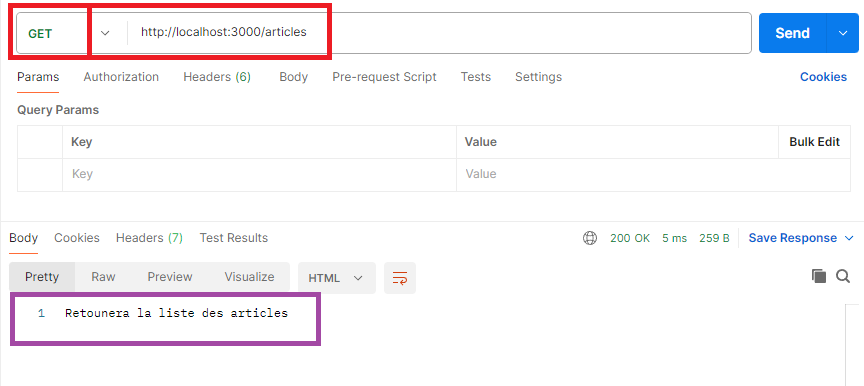 GET http://localhost:3000/articles Send
Params Authorization Headers (6) Body Pre-request Script Tests Settings Cookies
Query Params
Key Value Bulk Edit
Key Value
Body Cookies Headers (7) Test Results 200 OK 5 ms 259 B Save Response
Pretty Raw Preview Visualize HTML
1 Retounera la liste des articles